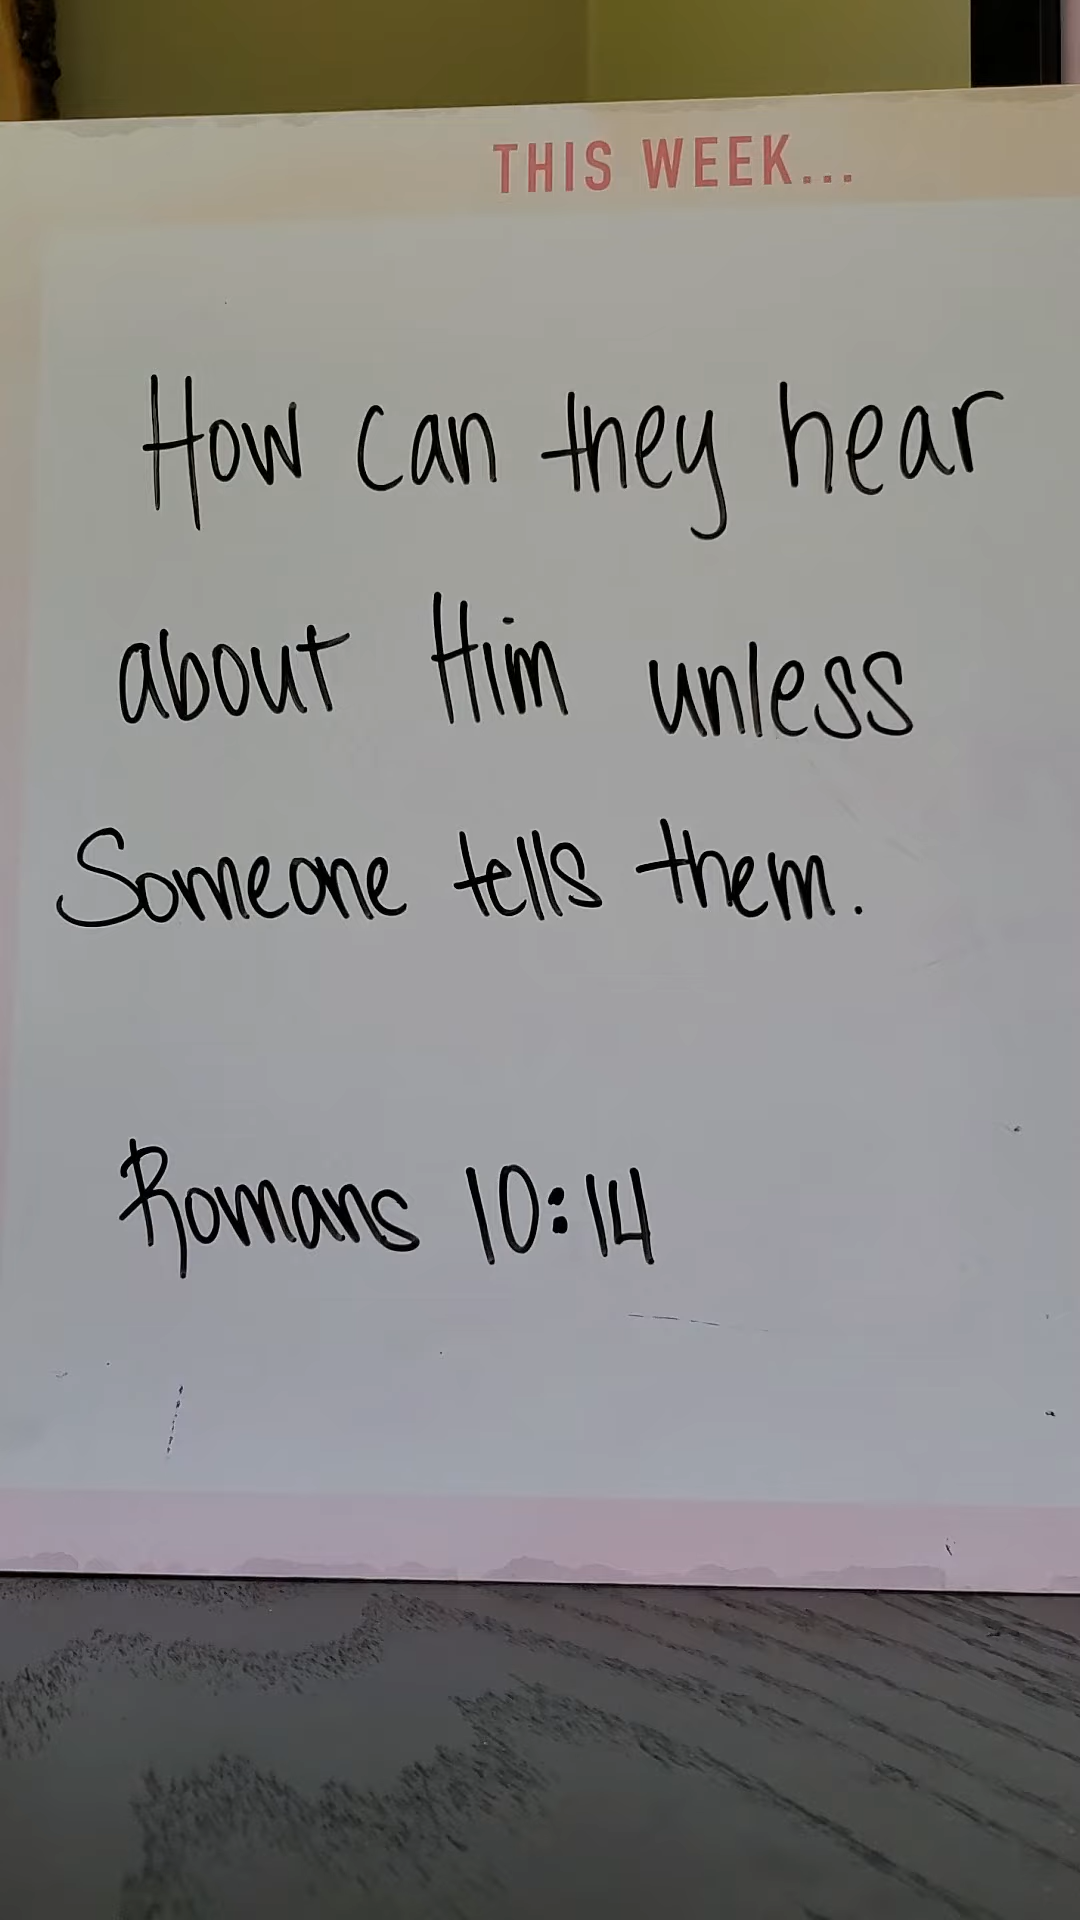 THIS WEEK...
How can they hear
about Him unless
Someone tells them.
Romans 10:14